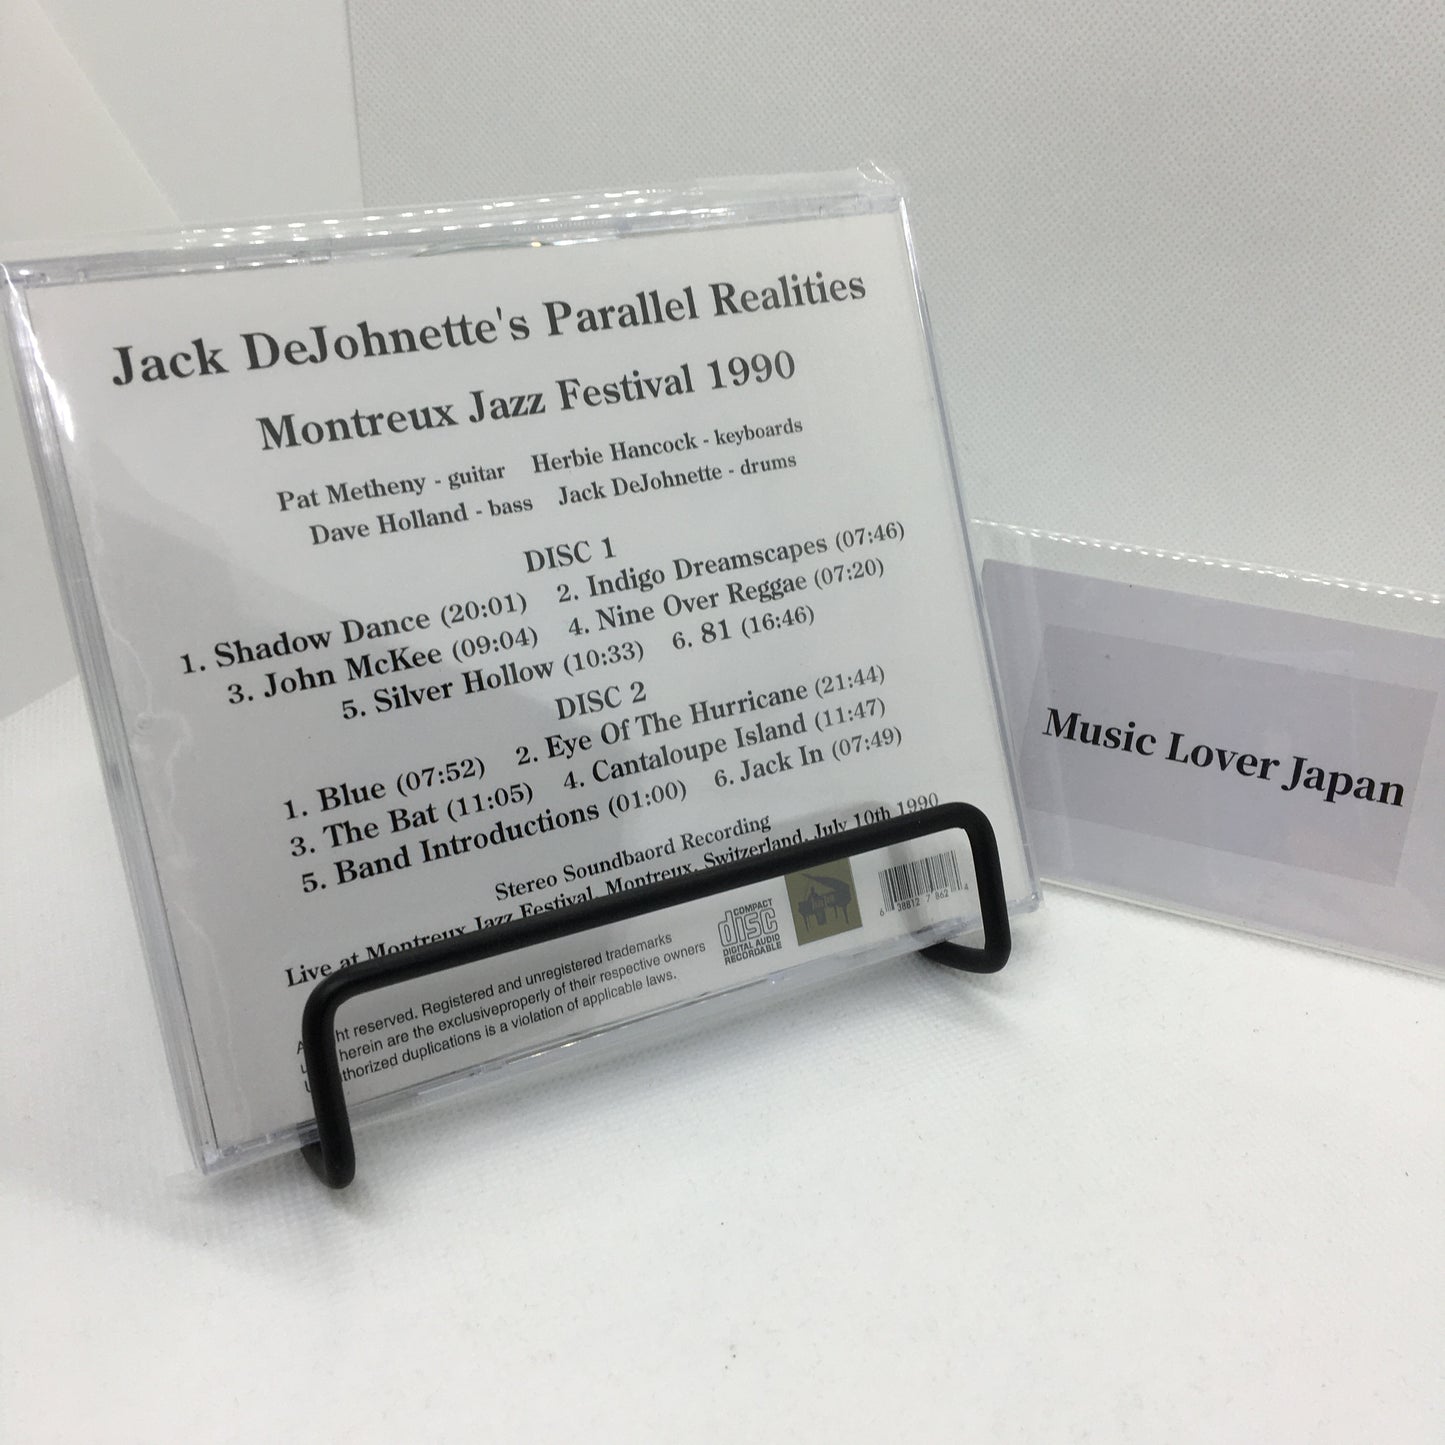 Jack DeJohnette's Parallel Realities
Montreux Jazz Festival 1990
Pat Metheny - guitar Herbie Hancock - keyboards
Dave Holland - bass Jack DeJohnette - drums
DISC 1
1. Shadow Dance (20:01) 2. Indigo Dreamscapes (07:46)
3. John McKee (09:04) 4. Nine Over Reggae (07:20)
5. Silver Hollow (10:33) 6. 81 (16:46)
DISC 2
1. Blue (07:52) 2. Eye Of The Hurricane (21:44)
3. The Bat (11:05) 4. Cantaloupe Island (11:47)
5. Band Introductions (01:00) 6. Jack In (07:49)
Stereo Soundbaord Recording
Live at Montreux Jazz Festival, Montreux, Switzerland, July 10th 1990
reserved. Registered and unregistered trademarks
herein are the exclusiveproperly of their respective owners
duplications is a violation of applicable laws.
COMPACT
disc
DIGITAL AUDIO
RECORDABLE
6 38812 7 862 4
Music Lover Japan